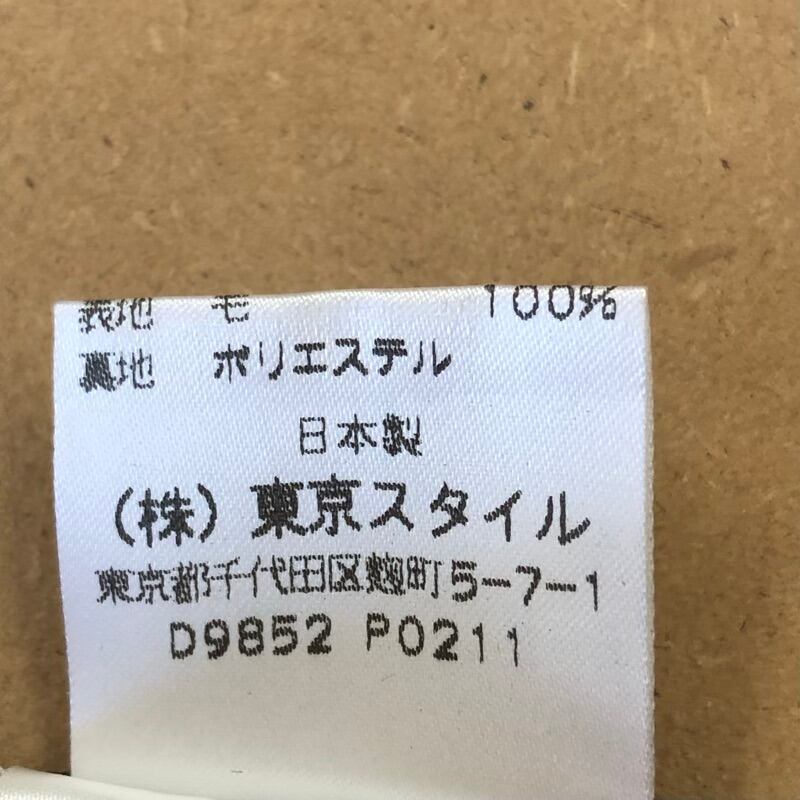 表地 毛 100%
裏地 ポリエステル
日本製
(株) 東京スタイル
東京都千代田区麹町5-7-1
D9852 P0211